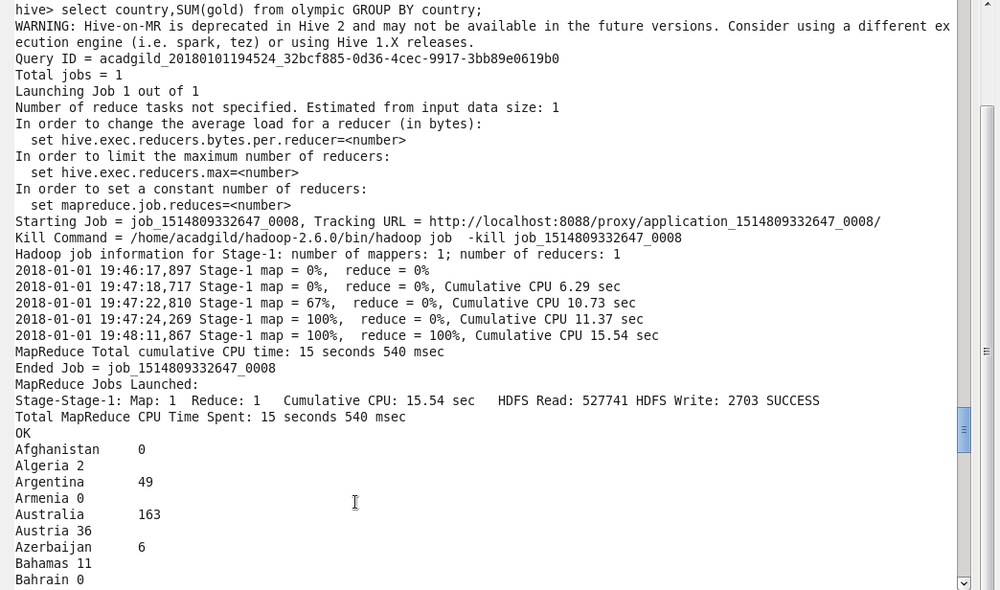 hive> select country,SUM(gold) from olympic GROUP BY country;
WARNING: Hive-on-MR is deprecated in Hive 2 and may not be available in the future versions. Consider using a different ex
ecution engine (i.e. spark, tez) or using Hive 1.X releases.
Query ID = acadgild_20180101194524_32bcf885-0d36-4cec-9917-3bb89e0619b0
Total jobs = 1
Launching Job 1 out of 1
Number of reduce tasks not specified. Estimated from input data size: 1
In order to change the average load for a reducer (in bytes):
  set hive.exec.reducers.bytes.per.reducer=<number>
In order to limit the maximum number of reducers:
  set hive.exec.reducers.max=<number>
In order to set a constant number of reducers:
  set mapreduce.job.reduces=<number>
Starting Job = job_1514809332647_0008, Tracking URL = http://localhost:8088/proxy/application_1514809332647_0008/
Kill Command = /home/acadgild/hadoop-2.6.0/bin/hadoop job  -kill job_1514809332647_0008
Hadoop job information for Stage-1: number of mappers: 1; number of reducers: 1
2018-01-01 19:46:17,897 Stage-1 map = 0%,  reduce = 0%
2018-01-01 19:47:18,717 Stage-1 map = 0%,  reduce = 0%, Cumulative CPU 6.29 sec
2018-01-01 19:47:22,810 Stage-1 map = 67%,  reduce = 0%, Cumulative CPU 10.73 sec
2018-01-01 19:47:24,269 Stage-1 map = 100%,  reduce = 0%, Cumulative CPU 11.37 sec
2018-01-01 19:48:11,867 Stage-1 map = 100%,  reduce = 100%, Cumulative CPU 15.54 sec
MapReduce Total cumulative CPU time: 15 seconds 540 msec
Ended Job = job_1514809332647_0008
MapReduce Jobs Launched:
Stage-Stage-1: Map: 1  Reduce: 1   Cumulative CPU: 15.54 sec   HDFS Read: 527741 HDFS Write: 2703 SUCCESS
Total MapReduce CPU Time Spent: 15 seconds 540 msec
OK
Afghanistan     0
Algeria 2
Argentina       49
Armenia 0
Australia       163
Austria 36
Azerbaijan      6
Bahamas 11
Bahrain 0